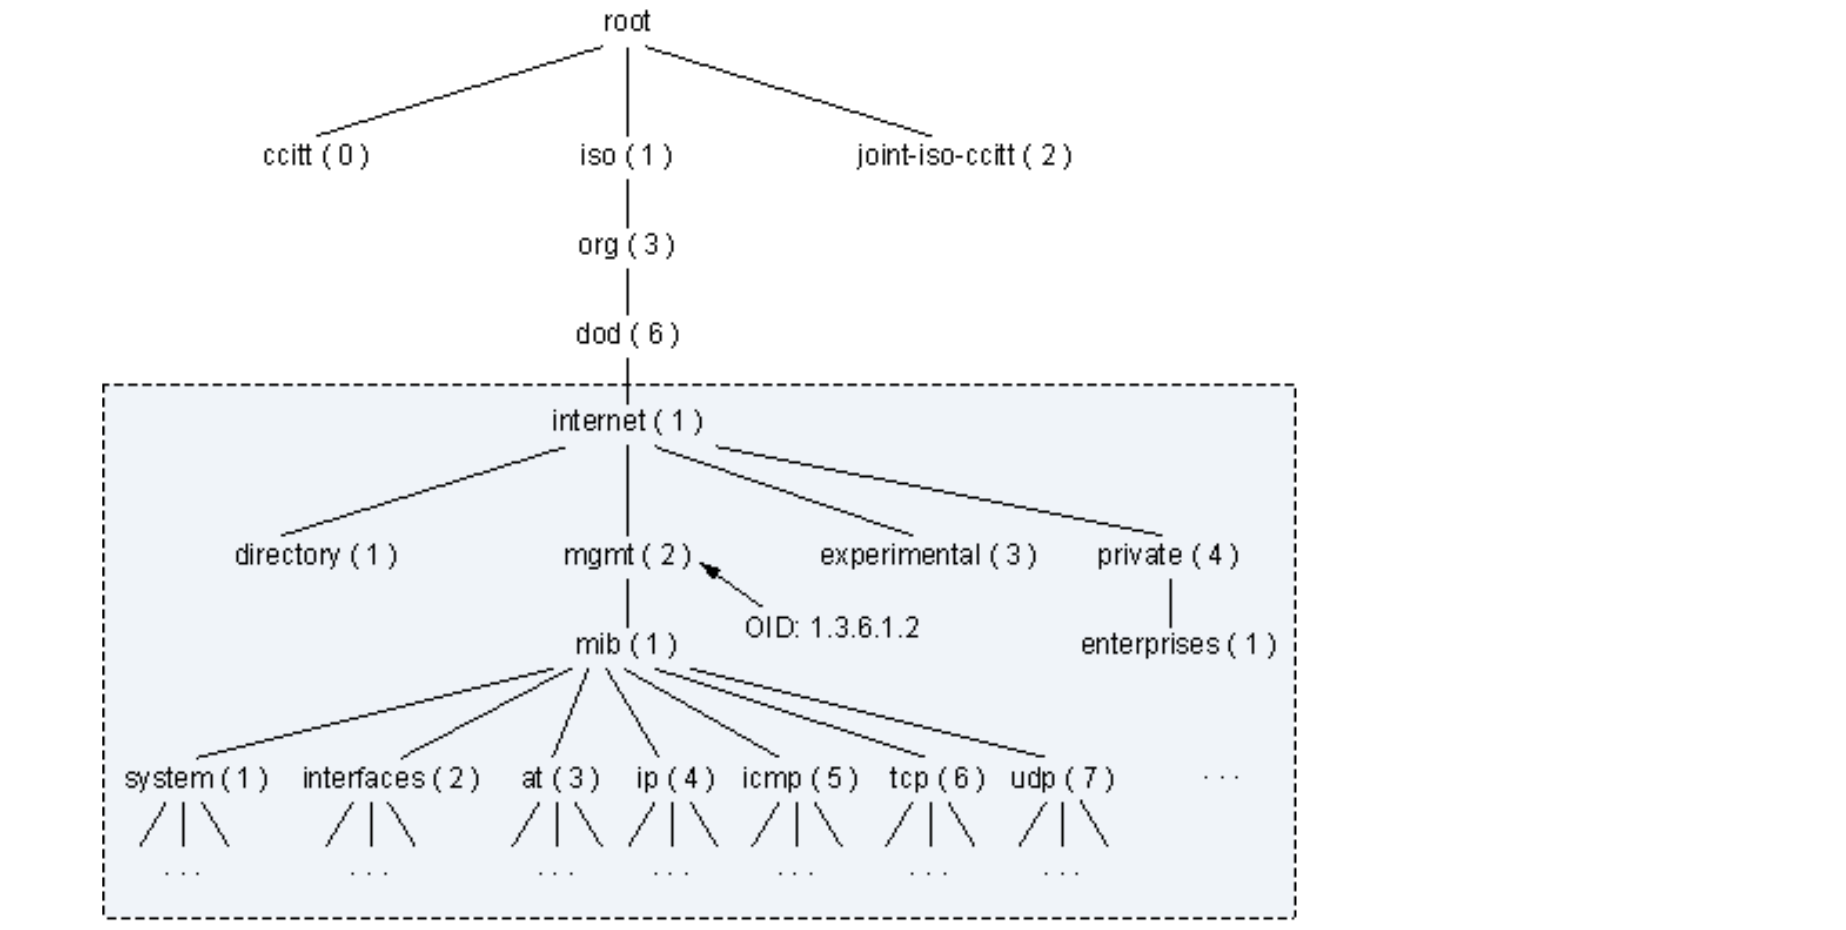 root
ccitt ( 0 )
iso ( 1 )
joint-iso-ccitt ( 2 )
org ( 3 )
dod ( 6 )
internet ( 1 )
directory ( 1 )
mgmt ( 2 )
experimental ( 3 )
private ( 4 )
OID: 1.3.6.1.2
mib ( 1 )
enterprises ( 1 )
system ( 1 )
interfaces ( 2 )
at ( 3 )
ip ( 4 )
icmp ( 5 )
tcp ( 6 )
udp ( 7 )
. . .
. . .
. . .
. . .
. . .
. . .
. . .
. . .